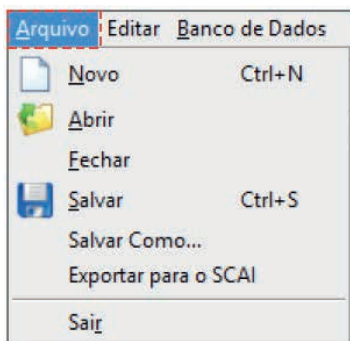 Arquivo Editar Banco de Dados
Novo Ctrl+N
Abrir
Fechar
Salvar Ctrl+S
Salvar Como...
Exportar para o SCAI
Sair